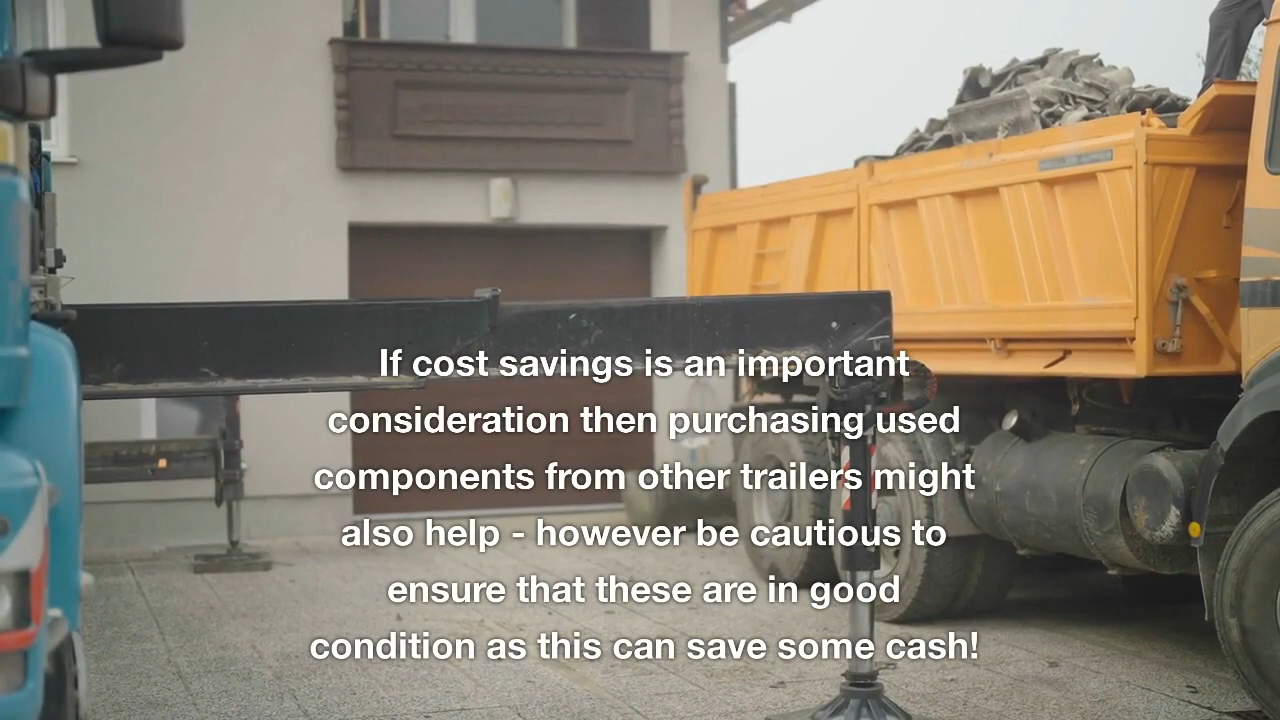 If cost savings is an important
consideration then purchasing used
components from other trailers might
also help - however be cautious to
ensure that these are in good
condition as this can save some cash!